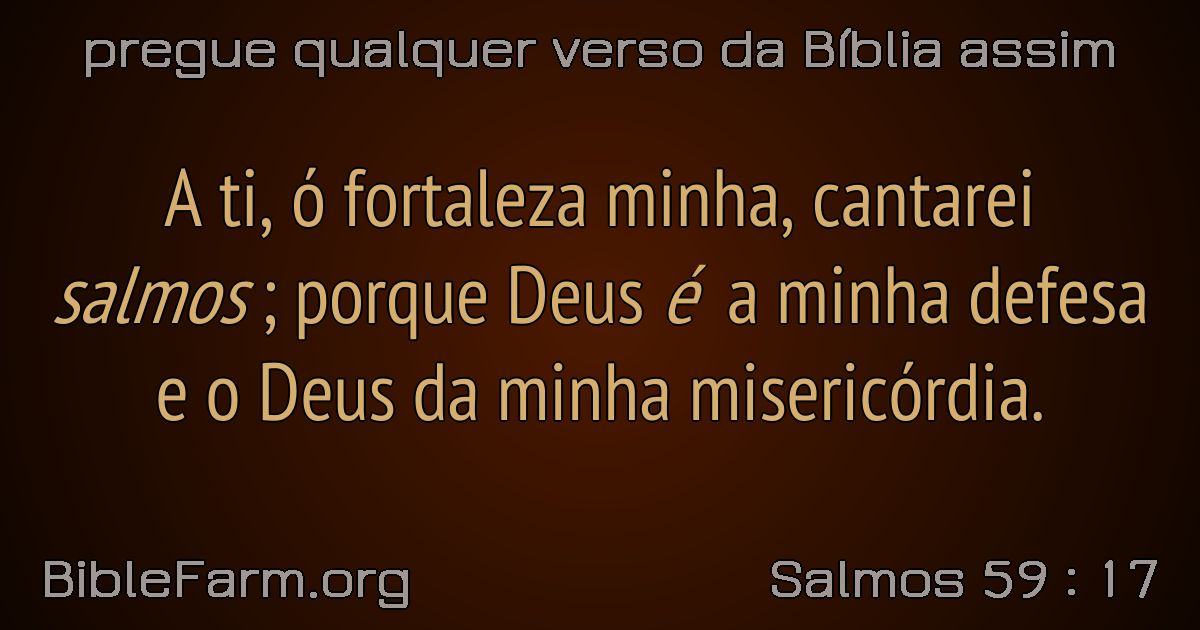 pregue qualquer verso da Bíblia assim
A ti, ó fortaleza minha, cantarei
salmos ; porque Deus é a minha defesa
e o Deus da minha misericórdia.
BibleFarm.org
Salmos 59 : 17